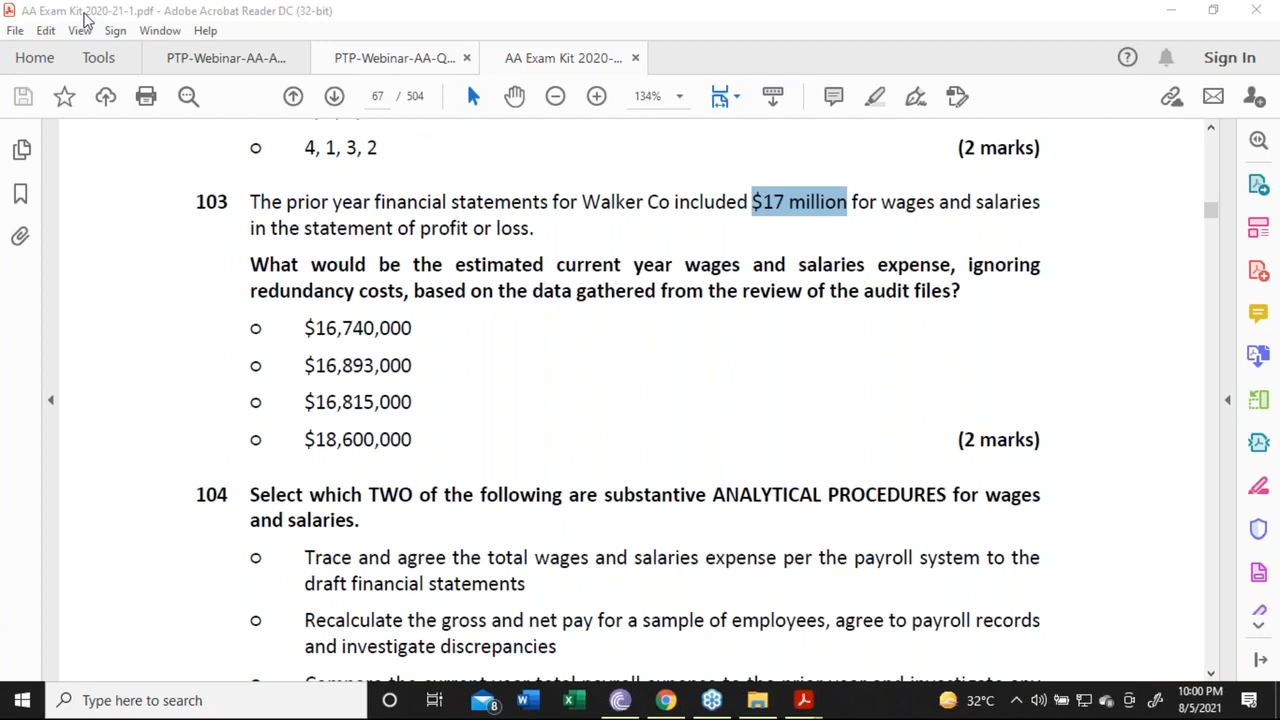 AA Exam Kit 2020-21-1.pdf - Adobe Acrobat Reader DC (32-bit)
File Edit View Sign Window Help
Home Tools PTP-Webinar-AA-A... PTP-Webinar-AA-Q... × AA Exam Kit 2020-... × Sign In
67 / 504 134%
4, 1, 3, 2 (2 marks)
103 The prior year financial statements for Walker Co included $17 million for wages and salaries
in the statement of profit or loss.
What would be the estimated current year wages and salaries expense, ignoring
redundancy costs, based on the data gathered from the review of the audit files?
$16,740,000
$16,893,000
$16,815,000
$18,600,000 (2 marks)
104 Select which TWO of the following are substantive ANALYTICAL PROCEDURES for wages
and salaries.
Trace and agree the total wages and salaries expense per the payroll system to the
draft financial statements
Recalculate the gross and net pay for a sample of employees, agree to payroll records
and investigate discrepancies
Type here to search 8 32°C 10:00 PM
8/5/2021